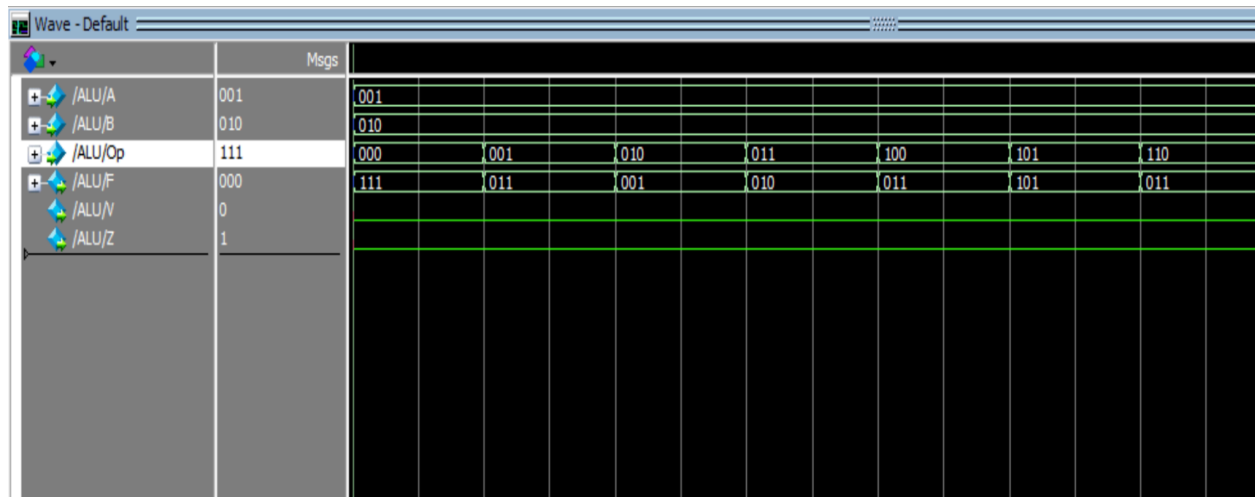 Wave - Default
Msgs
/ALU/A 001 001
/ALU/B 010 010
/ALU/Op 111 000 001 010 011 100 101 110
/ALU/F 000 111 011 001 010 011 101 011
/ALU/V 0
/ALU/Z 1